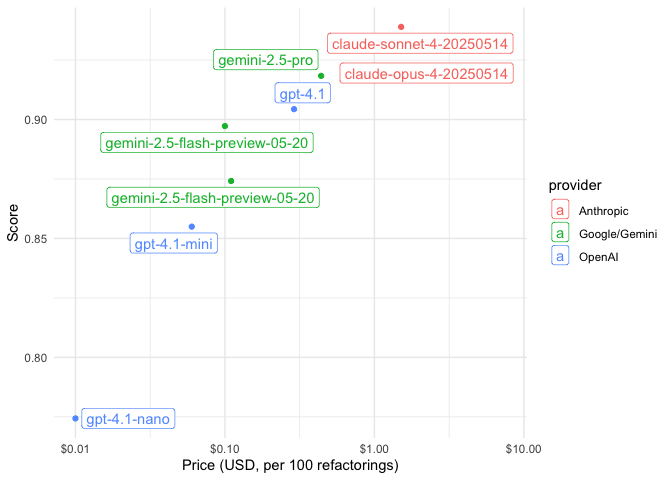 claude-sonnet-4-20250514
gemini-2.5-pro
claude-opus-4-20250514
gpt-4.1
0.90
gemini-2.5-flash-preview-05-20
gemini-2.5-flash-preview-05-20
gpt-4.1-mini
0.85
0.80
gpt-4.1-nano
Score
$0.01
$0.10
$1.00
$10.00
Price (USD, per 100 refactorings)
provider
a Anthropic
a Google/Gemini
a OpenAI